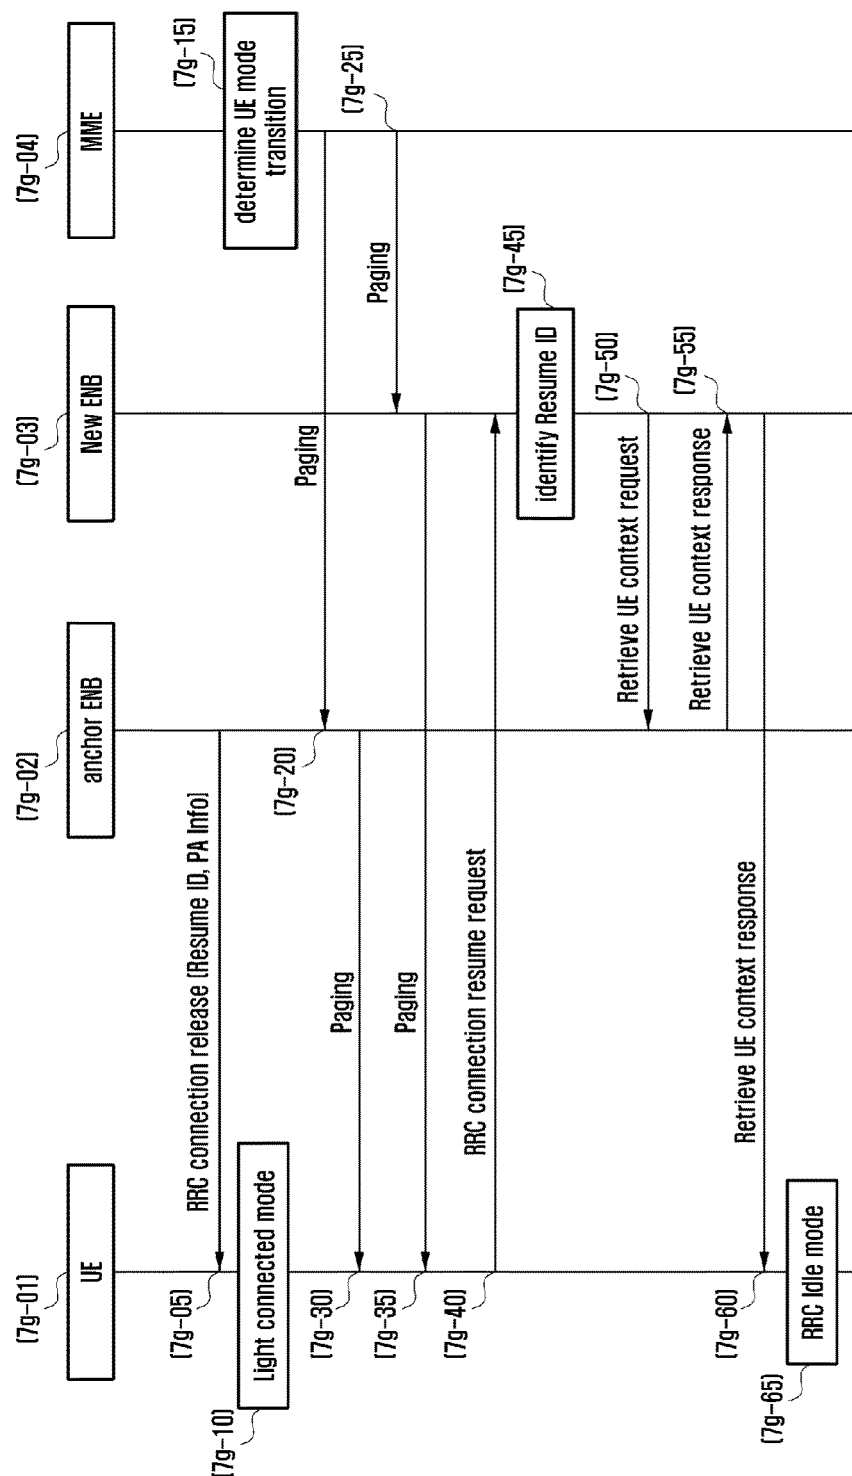 (7g-01)
UE
(7g-02)
anchor ENB
(7g-03)
New ENB
(7g-04)
MME
(7g-05)
RRC connection release (Resume ID, PA Info)
(7g-10)
Light connected mode
(7g-15)
determine UE mode
transition
(7g-20)
Paging
(7g-25)
Paging
(7g-30)
Paging
(7g-35)
Paging
(7g-40)
RRC connection resume request
(7g-45)
identify Resume ID
(7g-50)
Retrieve UE context request
(7g-55)
Retrieve UE context response
(7g-60)
Retrieve UE context response
(7g-65)
RRC Idle mode